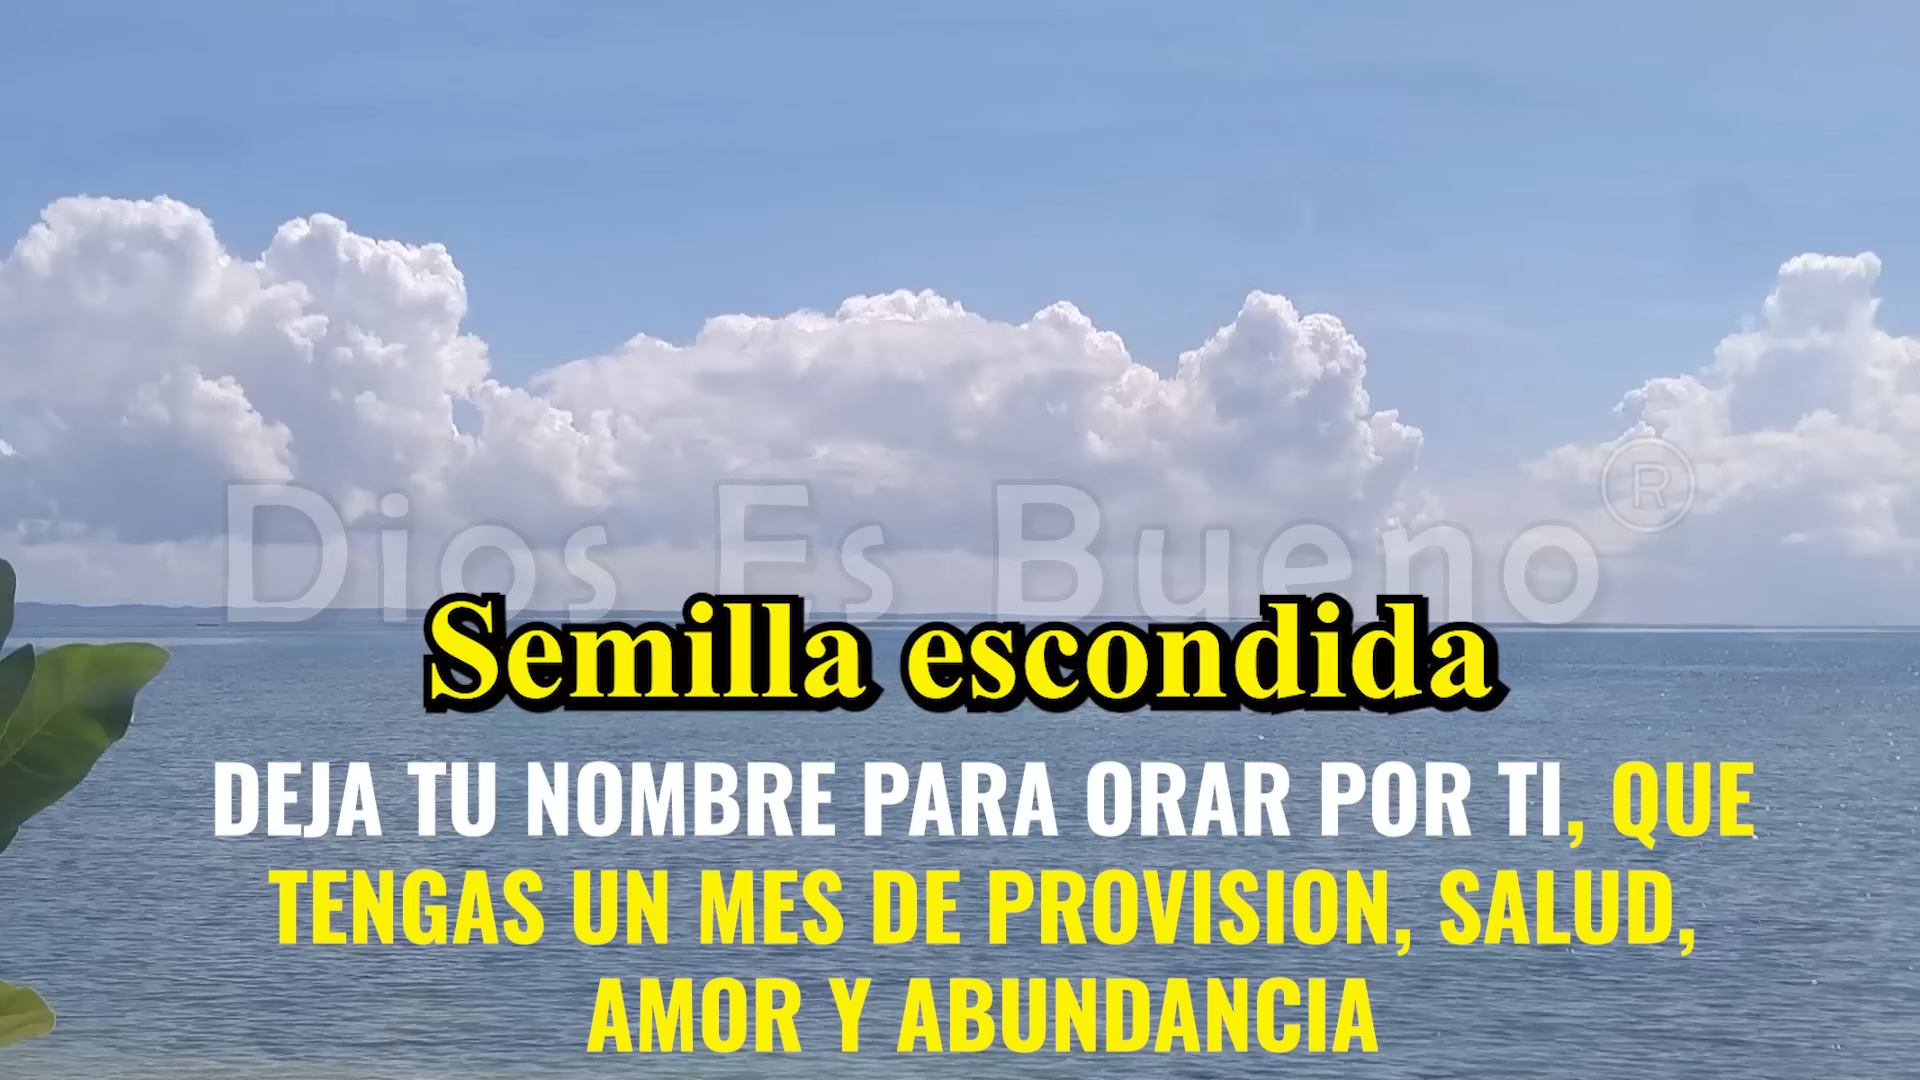 Dios Es Bueno®
Semilla escondida
DEJA TU NOMBRE PARA ORAR POR TI, QUE
TENGAS UN MES DE PROVISION, SALUD,
AMOR Y ABUNDANCIA